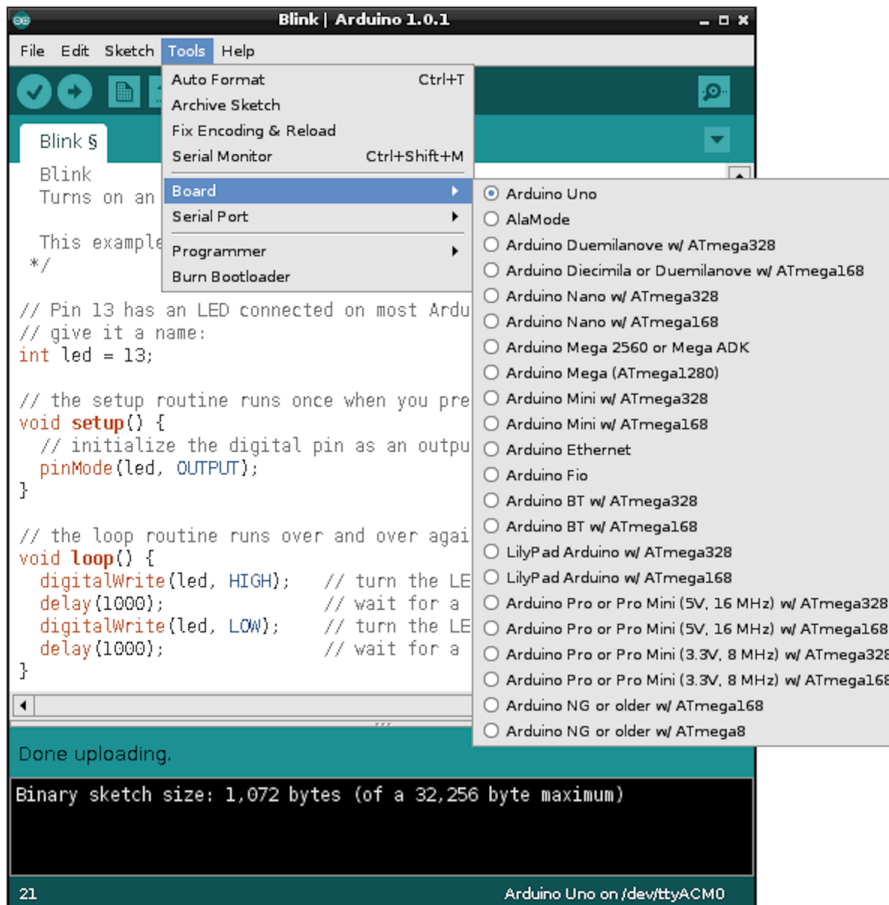 Blink | Arduino 1.0.1
File Edit Sketch Tools Help
Auto Format Ctrl+T
Archive Sketch
Fix Encoding & Reload
Serial Monitor Ctrl+Shift+M
Board
Serial Port
Programmer
Burn Bootloader
Arduino Uno
AlaMode
Arduino Duemilanove w/ ATmega328
Arduino Diecimila or Duemilanove w/ ATmega168
Arduino Nano w/ ATmega328
Arduino Nano w/ ATmega168
Arduino Mega 2560 or Mega ADK
Arduino Mega (ATmega1280)
Arduino Mini w/ ATmega328
Arduino Mini w/ ATmega168
Arduino Ethernet
Arduino Fio
Arduino BT w/ ATmega328
Arduino BT w/ ATmega168
LilyPad Arduino w/ ATmega328
LilyPad Arduino w/ ATmega168
Arduino Pro or Pro Mini (5V, 16 MHz) w/ ATmega328
Arduino Pro or Pro Mini (5V, 16 MHz) w/ ATmega168
Arduino Pro or Pro Mini (3.3V, 8 MHz) w/ ATmega328
Arduino Pro or Pro Mini (3.3V, 8 MHz) w/ ATmega168
Arduino NG or older w/ ATmega168
Arduino NG or older w/ ATmega8
Blink §
Blink
Turns on an
This example
*/
// Pin 13 has an LED connected on most Ardu
// give it a name:
int led = 13;
// the setup routine runs once when you pre
void setup() {
// initialize the digital pin as an outpu
pinMode(led, OUTPUT);
}
// the loop routine runs over and over agai
void loop() {
digitalWrite(led, HIGH); // turn the LE
delay(1000); // wait for a
digitalWrite(led, LOW); // turn the LE
delay(1000); // wait for a
}
Done uploading.
Binary sketch size: 1,072 bytes (of a 32,256 byte maximum)
21 Arduino Uno on /dev/ttyACM0